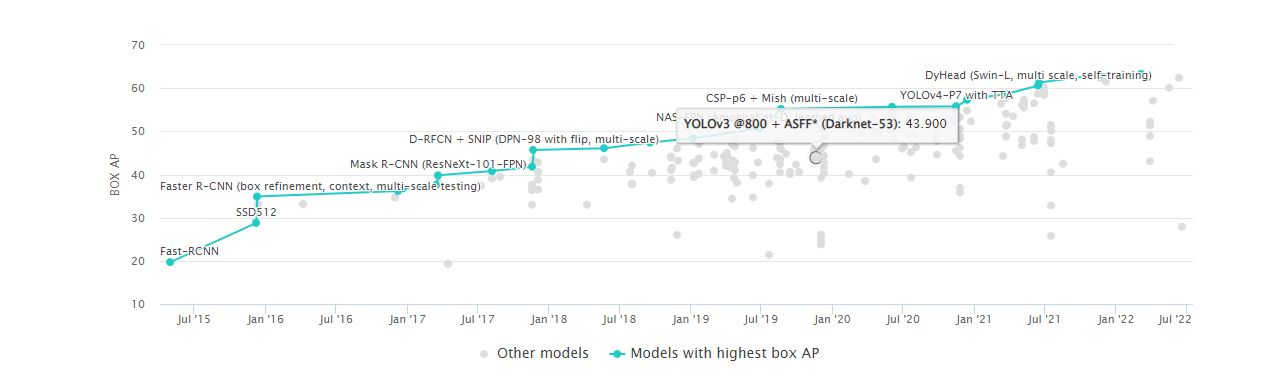 70
DyHead (Swin-L, multi scale, self-training)
60
YOLOv4-P7 with TTA
CSP-p6 + Mish (multi-scale)
YOLOv3 @800 + ASFF* (Darknet-53): 43.900
50
D-RFCN + SNIP (DPN-98 with flip, multi-scale)
Mask R-CNN (ResNeXt-101-FPN)
BOX AP
40
Faster R-CNN (box refinement, context, multi-scale testing)
SSD512
30
Fast-RCNN
20
10
Jul '15 Jan '16 Jul '16 Jan '17 Jul '17 Jan '18 Jul '18 Jan '19 Jul '19 Jan '20 Jul '20 Jan '21 Jul '21 Jan '22 Jul '22
Other models Models with highest box AP